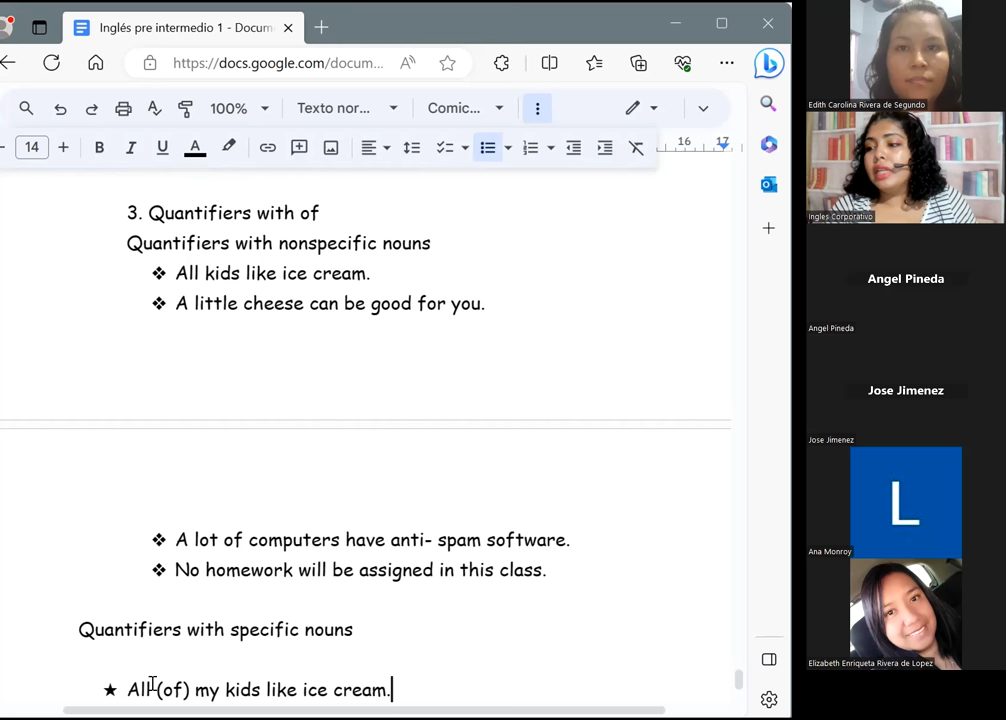 Inglés pre intermedio 1 - Docum
https://docs.google.com/docum...
100%
Texto nor...
Comic...
14
16
17
3. Quantifiers with of
Quantifiers with nonspecific nouns
❖ All kids like ice cream.
❖ A little cheese can be good for you.
❖ A lot of computers have anti- spam software.
❖ No homework will be assigned in this class.
Quantifiers with specific nouns
★ All (of) my kids like ice cream.
Edith Carolina Rivera de Segundo
Ingles Corporativo
Angel Pineda
Angel Pineda
Jose Jimenez
Jose Jimenez
L
Ana Monroy
Elizabeth Enriqueta Rivera de Lopez